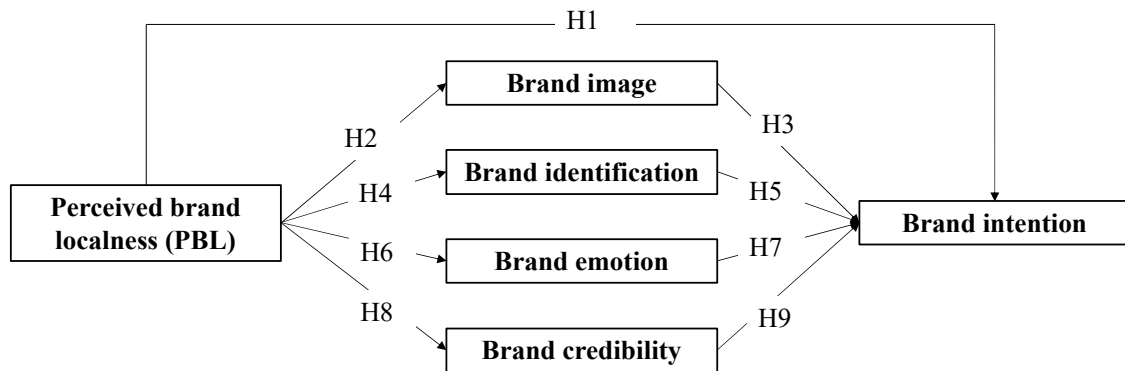 H1
Brand image
H2
H3
Brand identification
H4
H5
Perceived brand
localness (PBL)
Brand intention
H6
H7
Brand emotion
H8
H9
Brand credibility